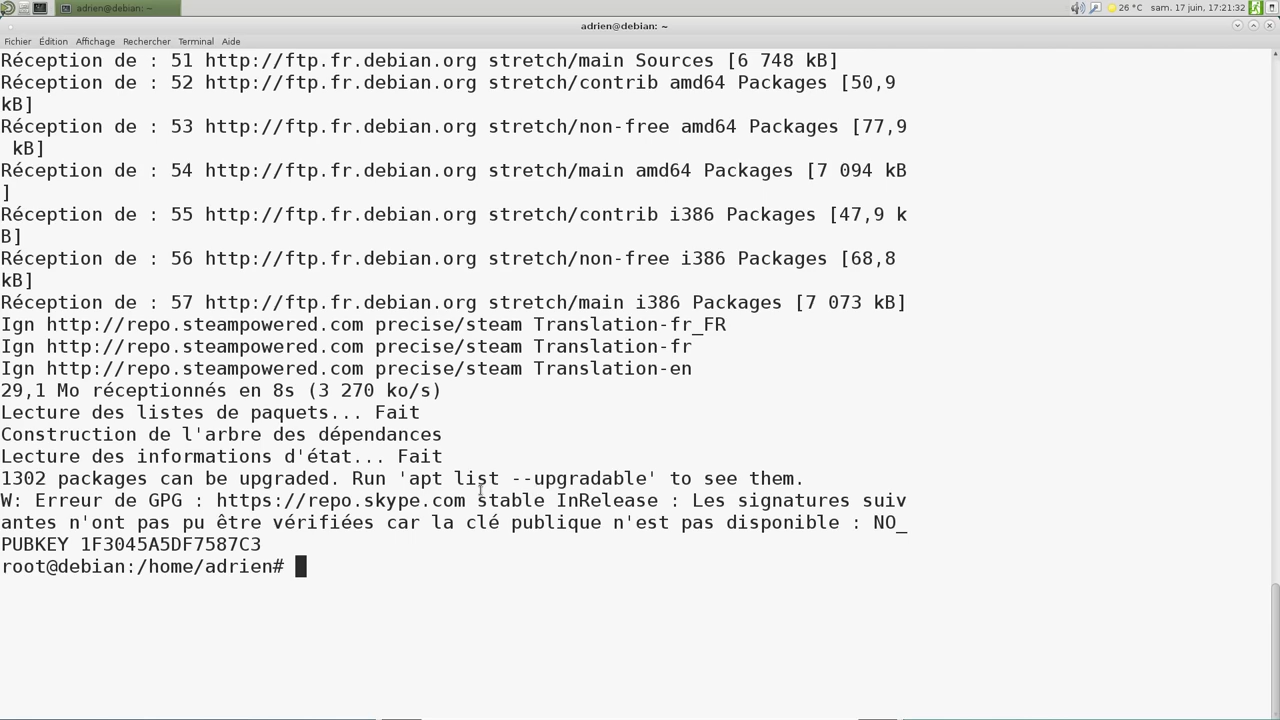 adrien@debian: ~
26 °C
sam. 17 juin, 17:21:32
adrien@debian: ~
Fichier Édition Affichage Rechercher Terminal Aide
Réception de : 51 http://ftp.fr.debian.org stretch/main Sources [6 748 kB]
Réception de : 52 http://ftp.fr.debian.org stretch/contrib amd64 Packages [50,9
kB]
Réception de : 53 http://ftp.fr.debian.org stretch/non-free amd64 Packages [77,9
kB]
Réception de : 54 http://ftp.fr.debian.org stretch/main amd64 Packages [7 094 kB
]
Réception de : 55 http://ftp.fr.debian.org stretch/contrib i386 Packages [47,9 k
B]
Réception de : 56 http://ftp.fr.debian.org stretch/non-free i386 Packages [68,8
kB]
Réception de : 57 http://ftp.fr.debian.org stretch/main i386 Packages [7 073 kB]
Ign http://repo.steampowered.com precise/steam Translation-fr_FR
Ign http://repo.steampowered.com precise/steam Translation-fr
Ign http://repo.steampowered.com precise/steam Translation-en
29,1 Mo réceptionnés en 8s (3 270 ko/s)
Lecture des listes de paquets... Fait
Construction de l'arbre des dépendances
Lecture des informations d'état... Fait
1302 packages can be upgraded. Run 'apt list --upgradable' to see them.
W: Erreur de GPG : https://repo.skype.com stable InRelease : Les signatures suiv
antes n'ont pas pu être vérifiées car la clé publique n'est pas disponible : NO_
PUBKEY 1F3045A5DF7587C3
root@debian:/home/adrien#